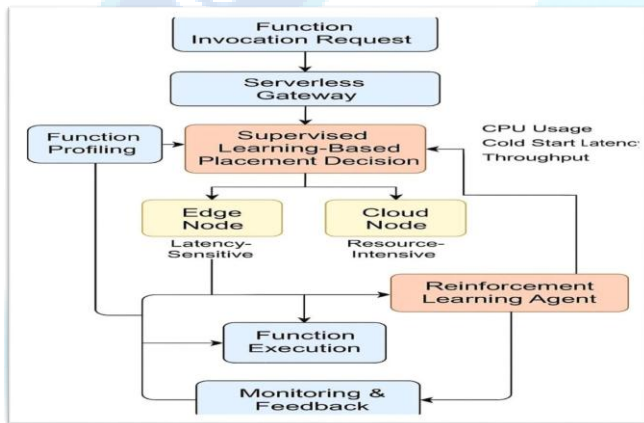 Function
Invocation Request
Serverless
Gateway
Function
Profiling
Supervised
Learning-Based
Placement Decision
CPU Usage
Cold Start Latency
Throughput
Edge
Node
Cloud
Node
Latency-
Sensitive
Resource-
Intensive
Reinforcement
Learning Agent
Function
Execution
Monitoring &
Feedback